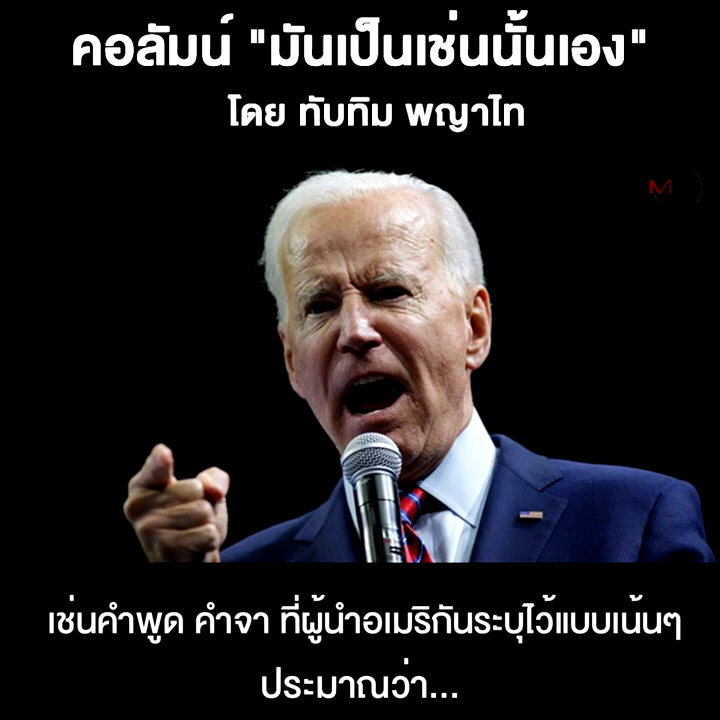 คอลัมน์ "มันเป็นเช่นนั้นเอง"
โดย ทับทิม พญาไท
M
เช่นคำพูด คำจา ที่ผู้นำอเมริกันระบุไว้แบบเน้นๆ
ประมาณว่า...